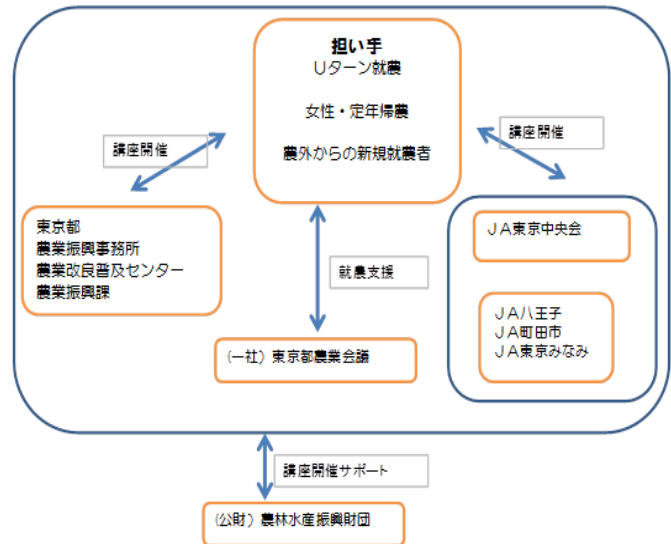 担い手
Uターン就農
女性・定年帰農
農外からの新規就農者
講座開催
講座開催
東京都
農業振興事務所
農業改良普及センター
農業振興課
就農支援
JA東京中央会
JA八王子
JA町田市
JA東京みなみ
(一社)東京都農業会議
講座開催サポート
(公財)農林水産振興財団